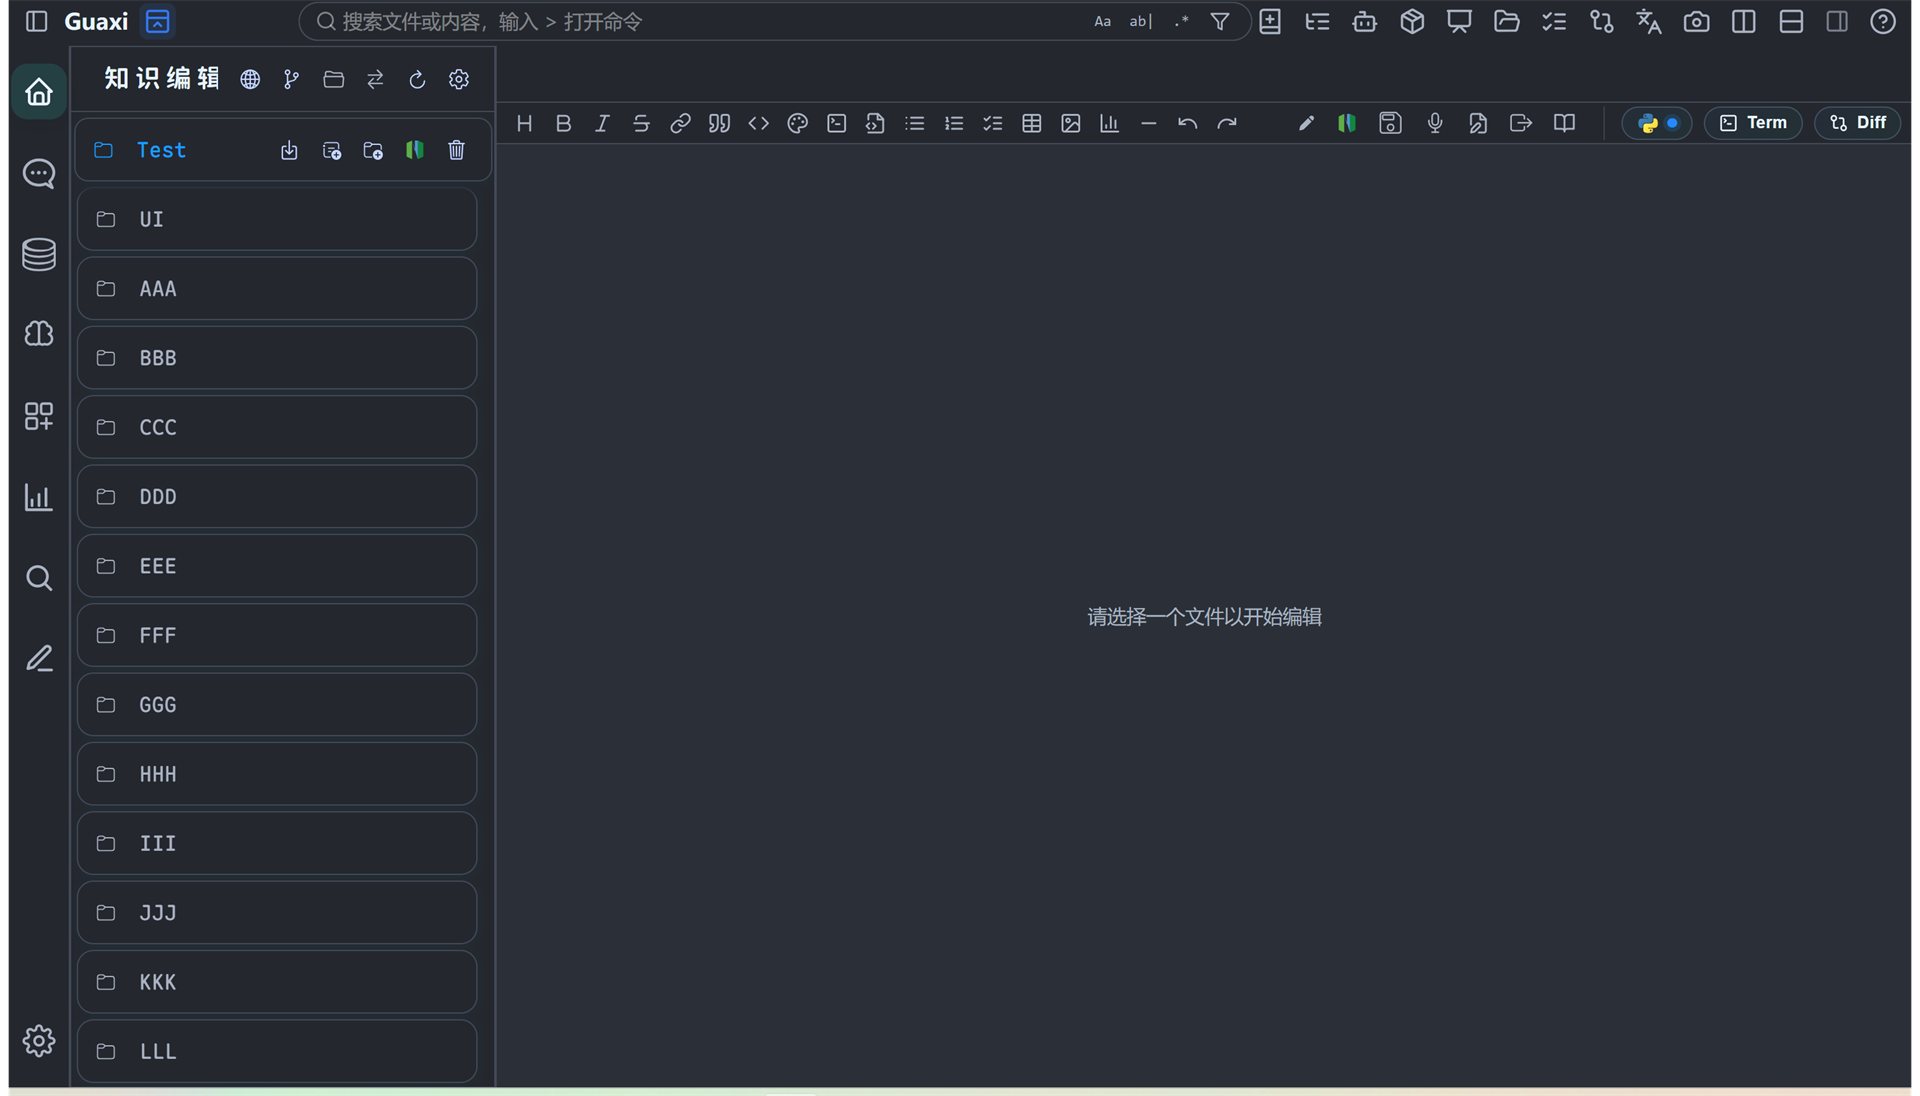 Guaxi
搜索文件或内容，输入 > 打开命令
Aa ab| .*
知识编辑
H B I S
Term
Diff
Test
UI
AAA
BBB
CCC
DDD
EEE
FFF
GGG
HHH
III
JJJ
KKK
LLL
请选择一个文件以开始编辑